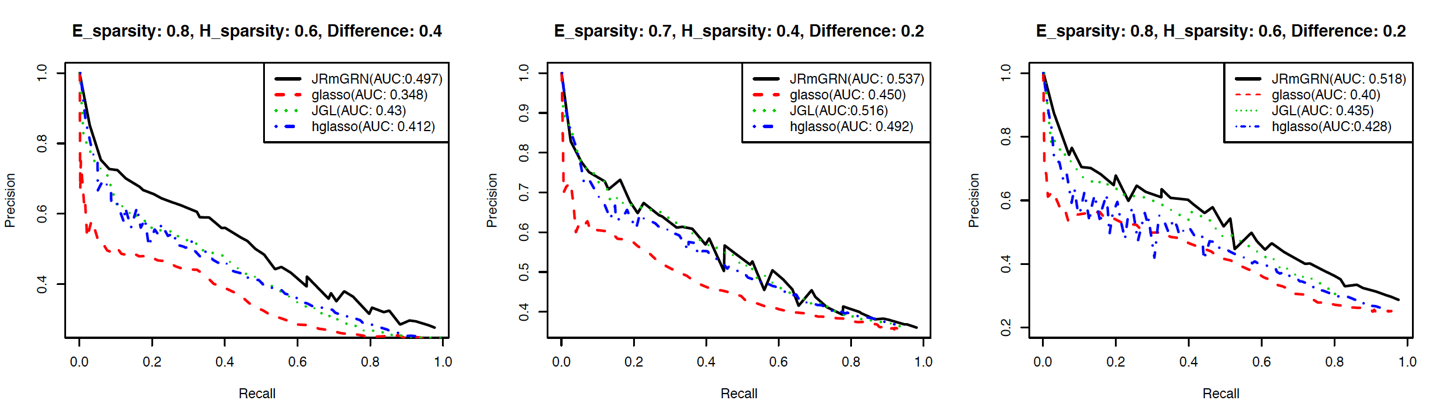 E_sparsity: 0.8, H_sparsity: 0.6, Difference: 0.4
JRmGRN(AUC:0.497)
glasso(AUC: 0.348)
JGL(AUC: 0.43)
hglasso(AUC: 0.412)
Precision
1.0
0.8
0.6
0.4
0.0 0.2 0.4 0.6 0.8 1.0
Recall
E_sparsity: 0.7, H_sparsity: 0.4, Difference: 0.2
JRmGRN(AUC:0.537)
glasso(AUC: 0.450)
JGL(AUC:0.516)
hglasso(AUC: 0.492)
Precision
1.0
0.9
0.8
0.7
0.6
0.5
0.4
0.0 0.2 0.4 0.6 0.8 1.0
Recall
E_sparsity: 0.8, H_sparsity: 0.6, Difference: 0.2
JRmGRN(AUC: 0.518)
glasso(AUC: 0.40)
JGL(AUC: 0.435)
hglasso(AUC:0.428)
Precision
1.0
0.8
0.6
0.4
0.2
0.0 0.2 0.4 0.6 0.8 1.0
Recall